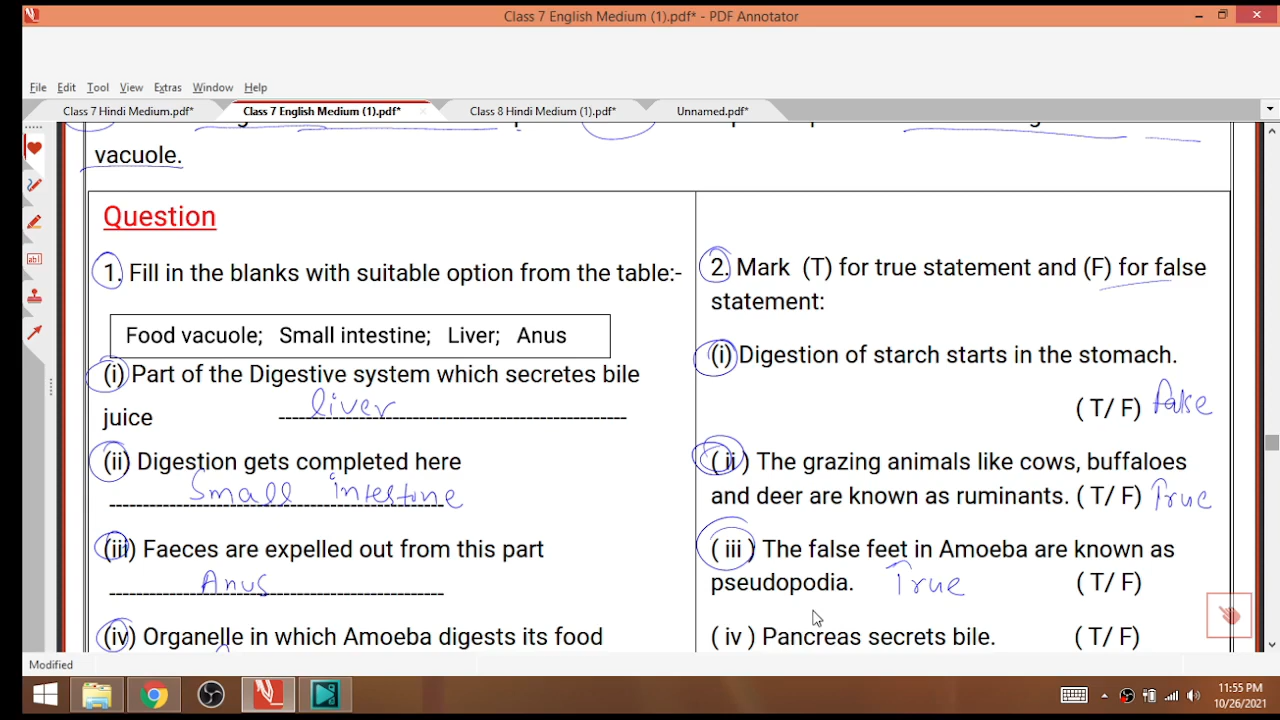 Class 7 English Medium (1).pdf* - PDF Annotator
File Edit Tool View Extras Window Help
Class 7 Hindi Medium.pdf* Class 7 English Medium (1).pdf* Class 8 Hindi Medium (1).pdf* Unnamed.pdf*
vacuole.
Question
1. Fill in the blanks with suitable option from the table:-
Food vacuole; Small intestine; Liver; Anus
(i) Part of the Digestive system which secretes bile
juice liver
(ii) Digestion gets completed here
Small intestine
(iii) Faeces are expelled out from this part
Anus
(iv) Organelle in which Amoeba digests its food
2. Mark (T) for true statement and (F) for false
statement:
(i) Digestion of starch starts in the stomach.
( T/ F) false
( ii ) The grazing animals like cows, buffaloes
and deer are known as ruminants. ( T/ F) True
( iii ) The false feet in Amoeba are known as
pseudopodia. True ( T/ F)
( iv ) Pancreas secrets bile. ( T/ F)
Modified
11:55 PM
10/26/2021